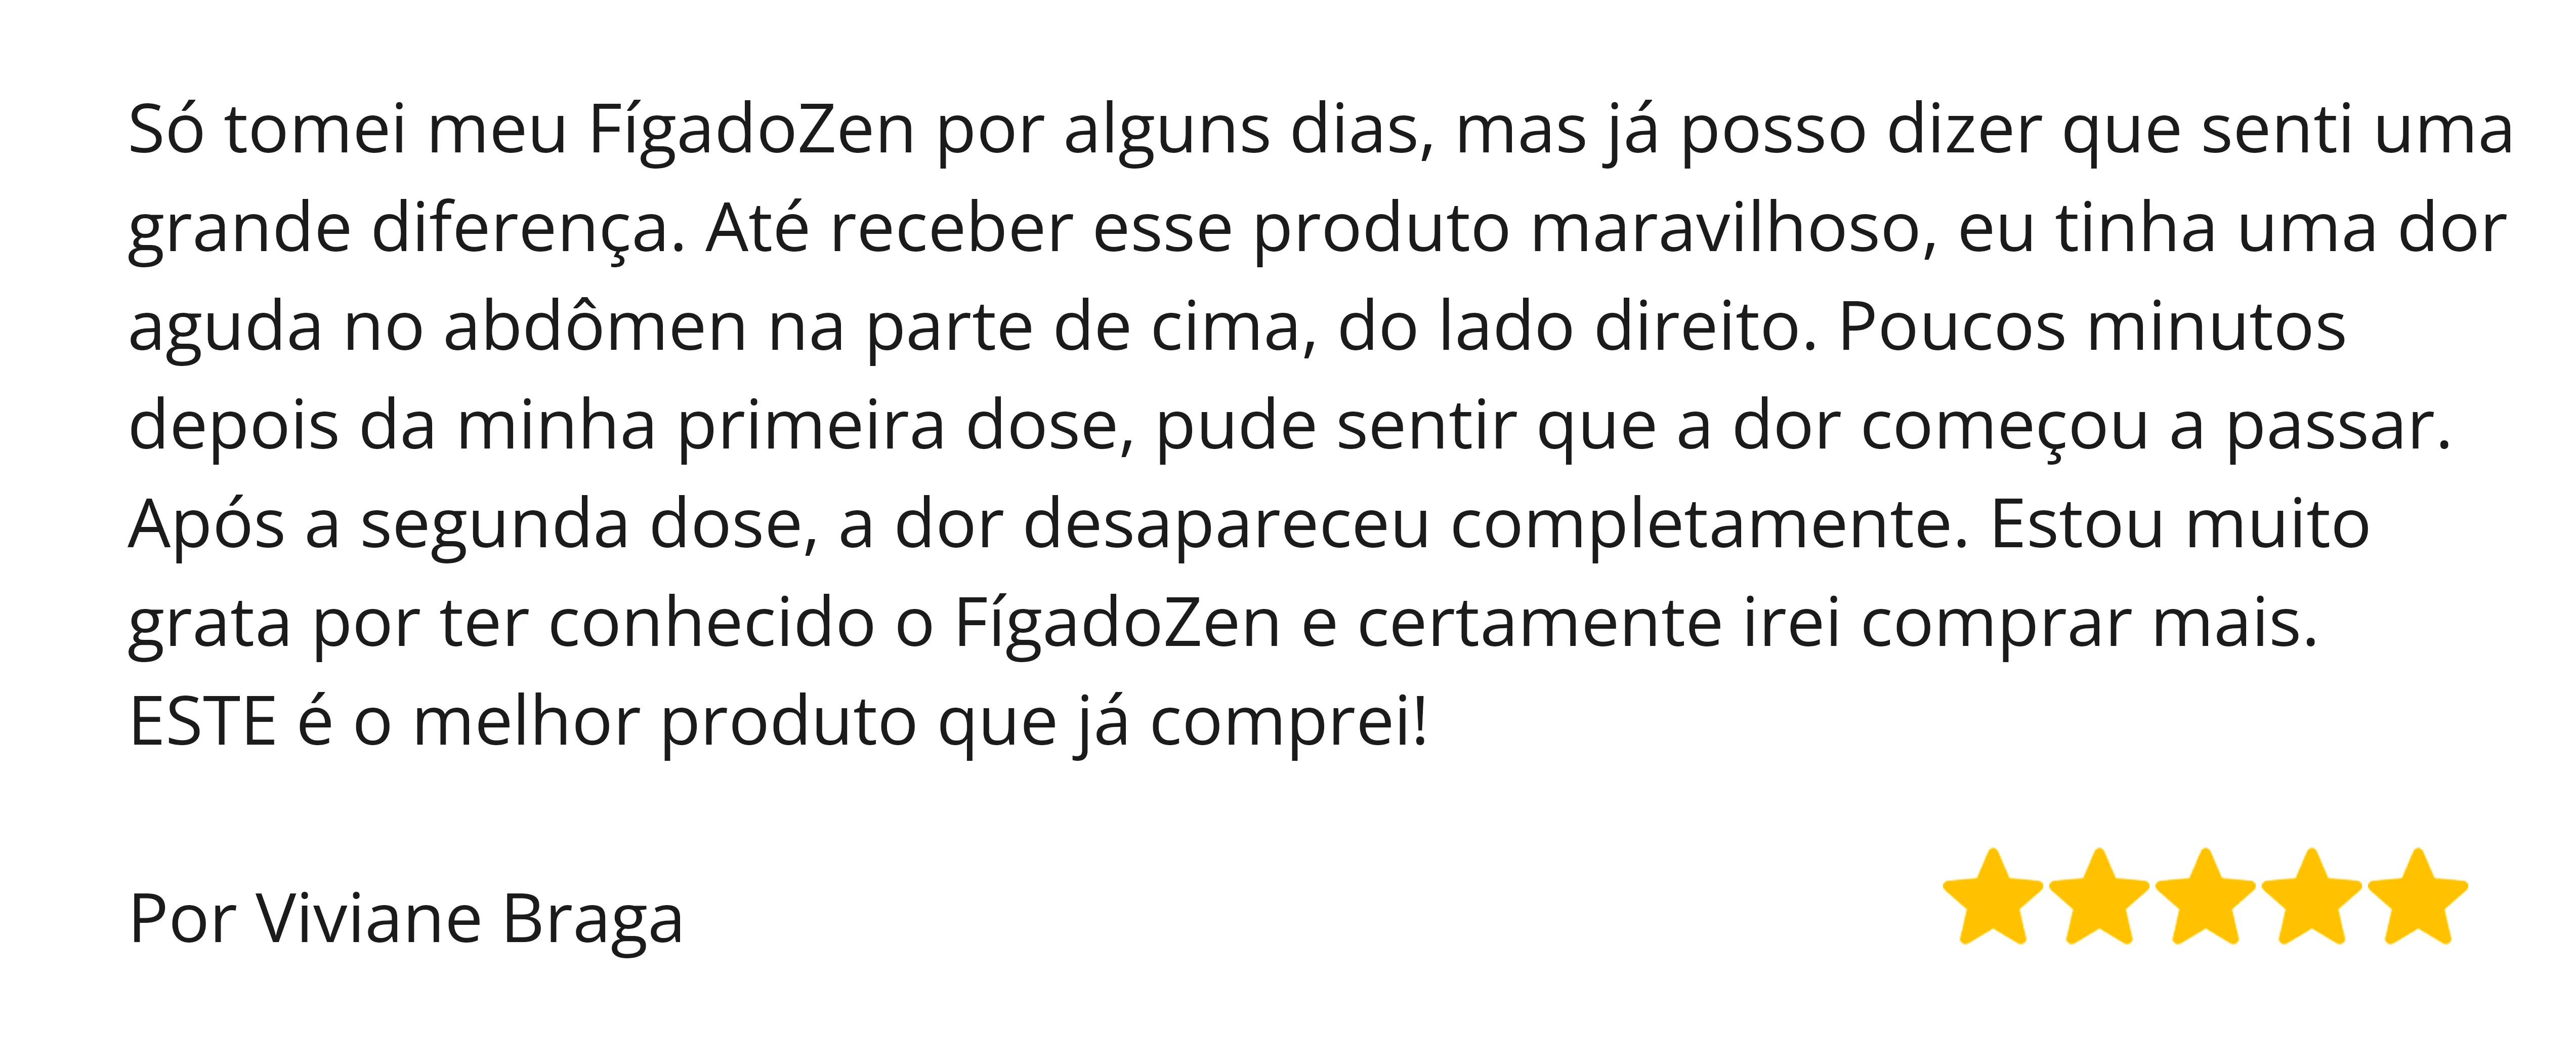 Só tomei meu FígadoZen por alguns dias, mas já posso dizer que senti uma
grande diferença. Até receber esse produto maravilhoso, eu tinha uma dor
aguda no abdômen na parte de cima, do lado direito. Poucos minutos
depois da minha primeira dose, pude sentir que a dor começou a passar.
Após a segunda dose, a dor desapareceu completamente. Estou muito
grata por ter conhecido o FígadoZen e certamente irei comprar mais.
ESTE é o melhor produto que já comprei!
Por Viviane Braga